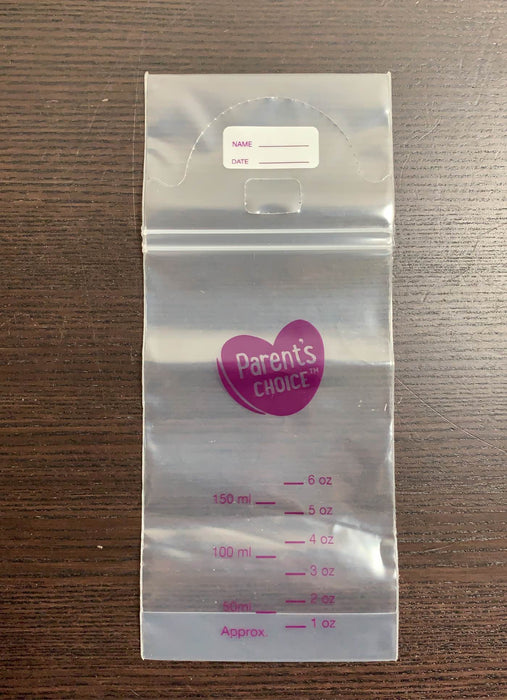 NAME
DATE
Parent's
CHOICE™
6 oz
150 ml
5 oz
4 oz
100 ml
3 oz
2 oz
50ml
1 oz
Approx.